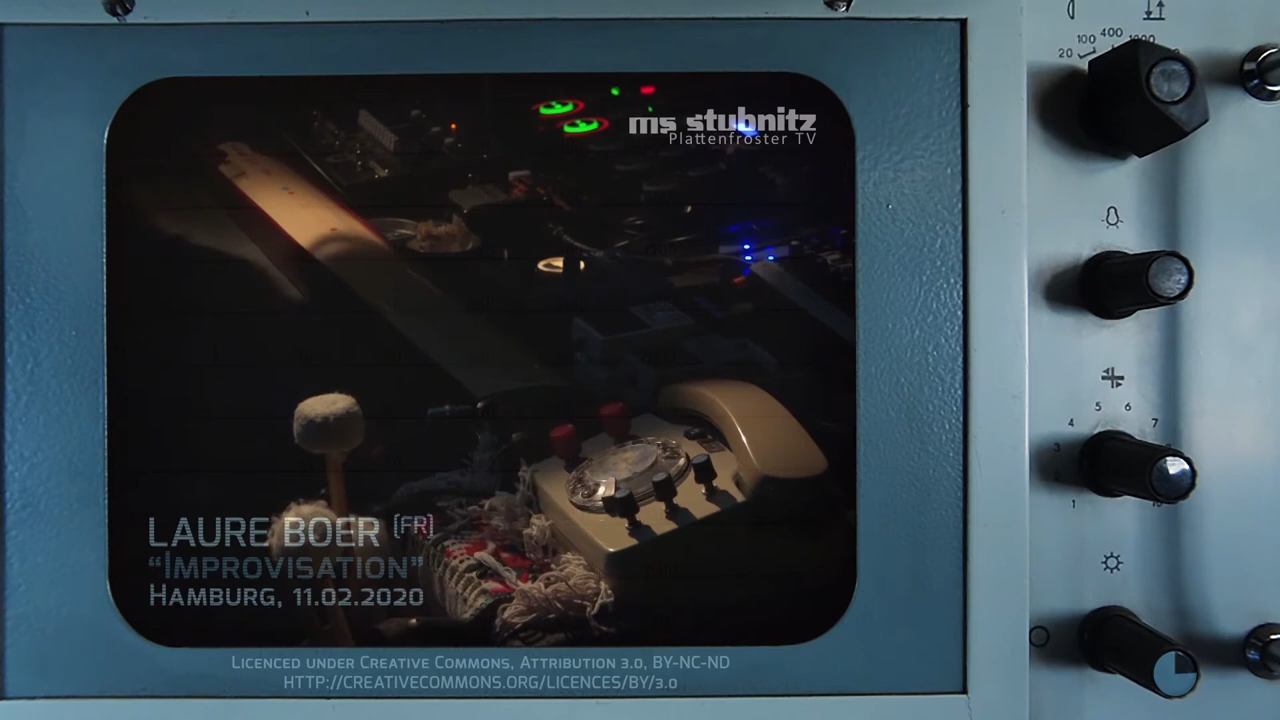 20 100 400 1000
ms stubnitz
Plattenfroster TV
5 6
4 7
3
1 10
LAURE BOER (FR)
“IMPROVISATION”
HAMBURG, 11.02.2020
LICENCED UNDER CREATIVE COMMONS, ATTRIBUTION 3.0, BY-NC-ND
HTTP://CREATIVECOMMONS.ORG/LICENCES/BY/3.0